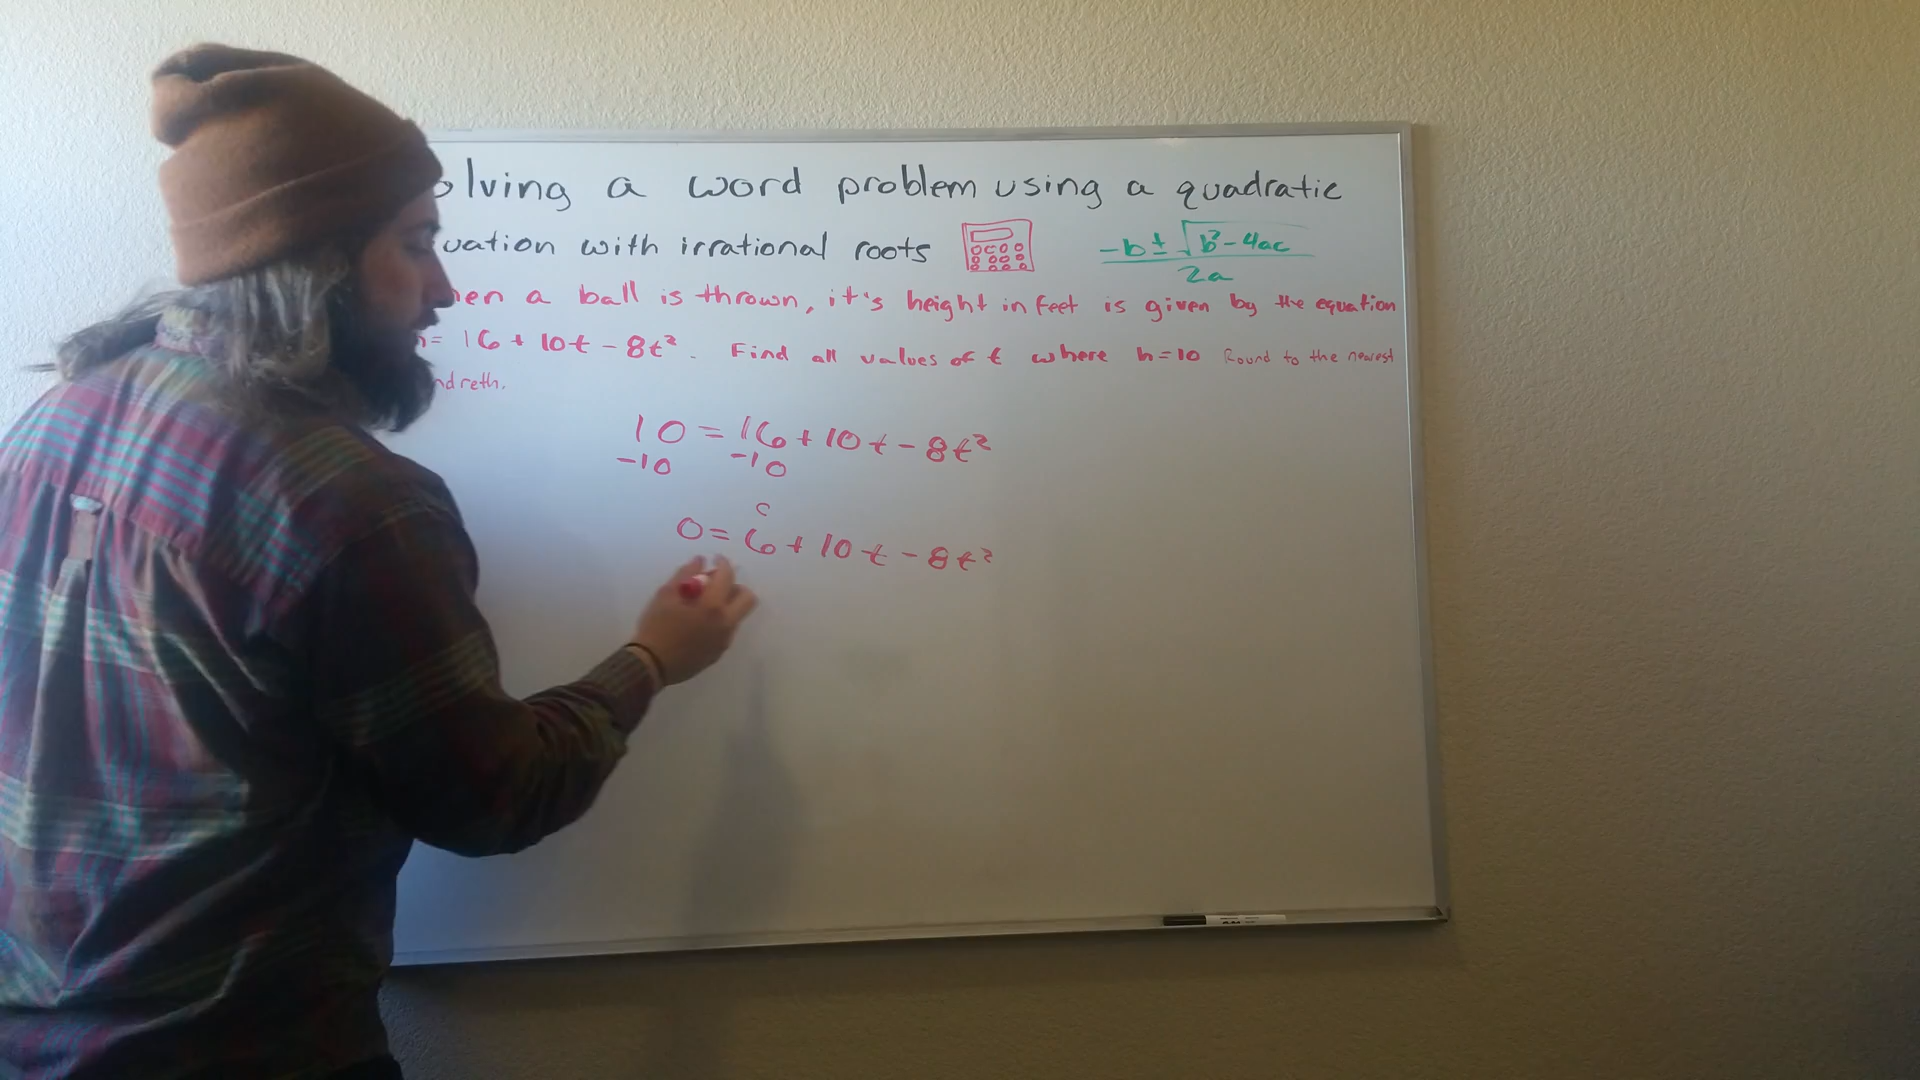 olving a word problem using a quadratic
uation with irrational roots
-b ± √b²-4ac
2a
hen a ball is thrown, it's height in feet is given by the equation
h= 16 + 10t - 8t². Find all values of t where h=10 Round to the nearest
ndreth.
10 = 16 + 10t - 8t²
-10 -10
c
0 = 6 + 10t - 8t²